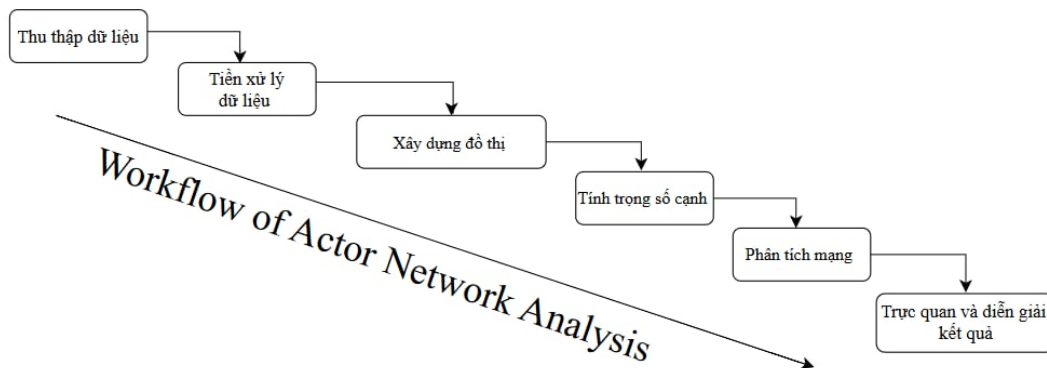 Thu thập dữ liệu
Tiền xử lý
dữ liệu
Xây dựng đồ thị
Tính trọng số cạnh
Phân tích mạng
Trực quan và diễn giải
kết quả
Workflow of Actor Network Analysis